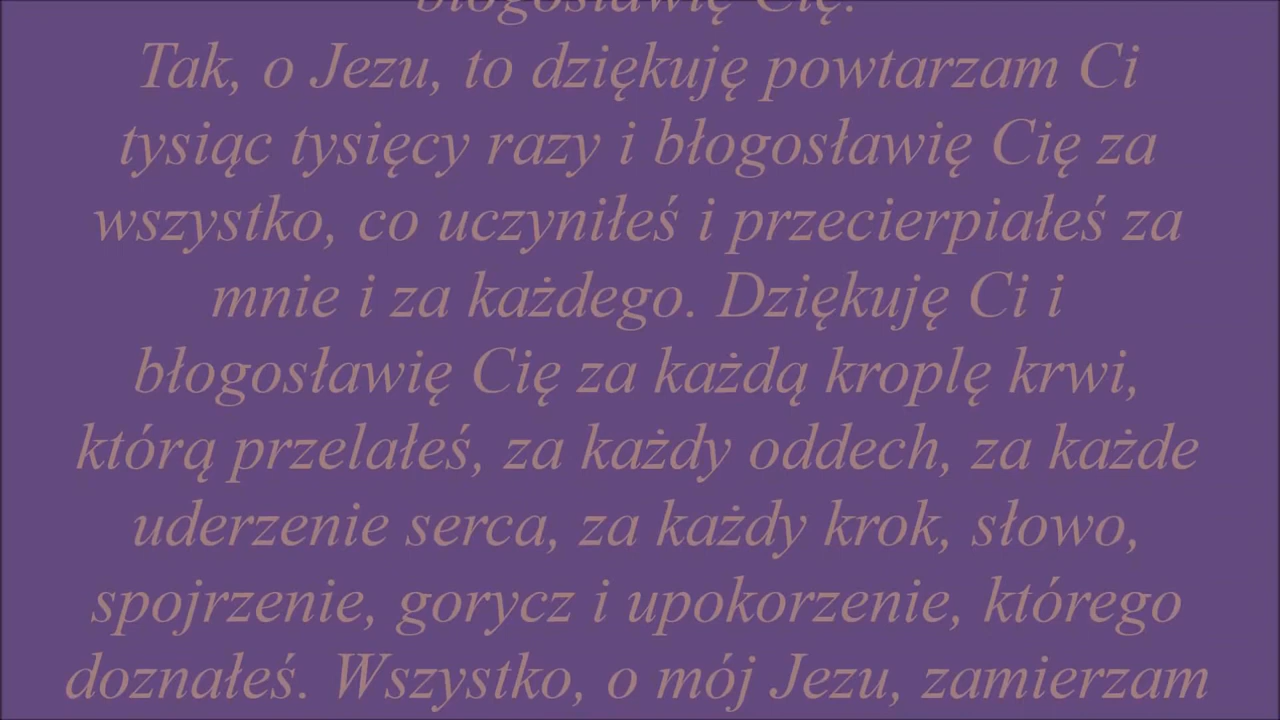 błogosławię Cię.
Tak, o Jezu, to dziękuję powtarzam Ci
tysiąc tysięcy razy i błogosławię Cię za
wszystko, co uczyniłeś i przecierpiałeś za
mnie i za każdego. Dziękuję Ci i
błogosławię Cię za każdą kroplę krwi,
którą przelałeś, za każdy oddech, za każde
uderzenie serca, za każdy krok, słowo,
spojrzenie, gorycz i upokorzenie, którego
doznałeś. Wszystko, o mój Jezu, zamierzam